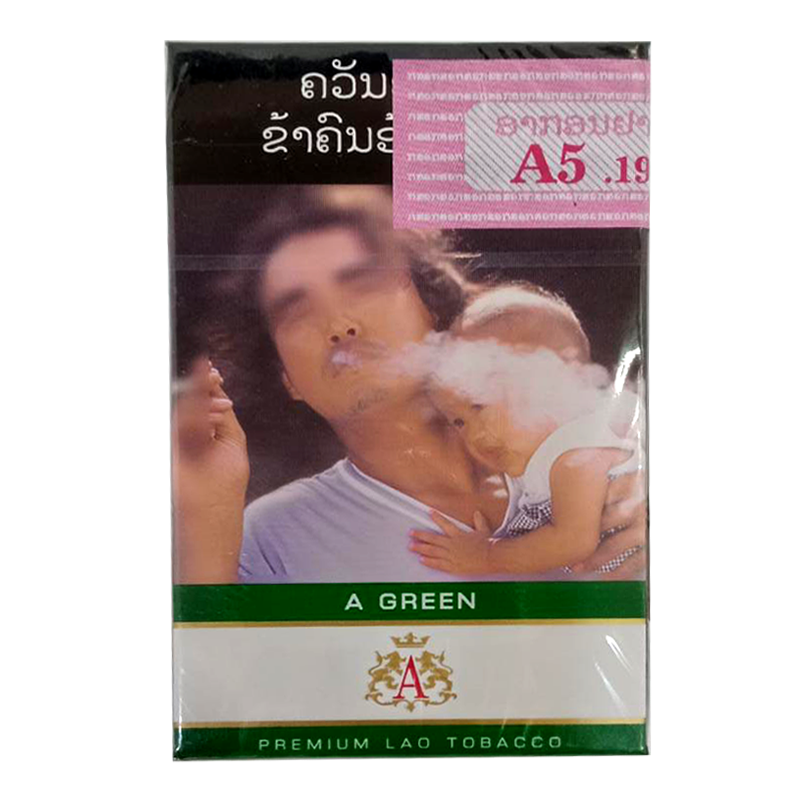 ຄວັນ
ຂ້າຄົນອ້
ອາກອນຢາ
A5 .19
A GREEN
A
PREMIUM LAO TOBACCO